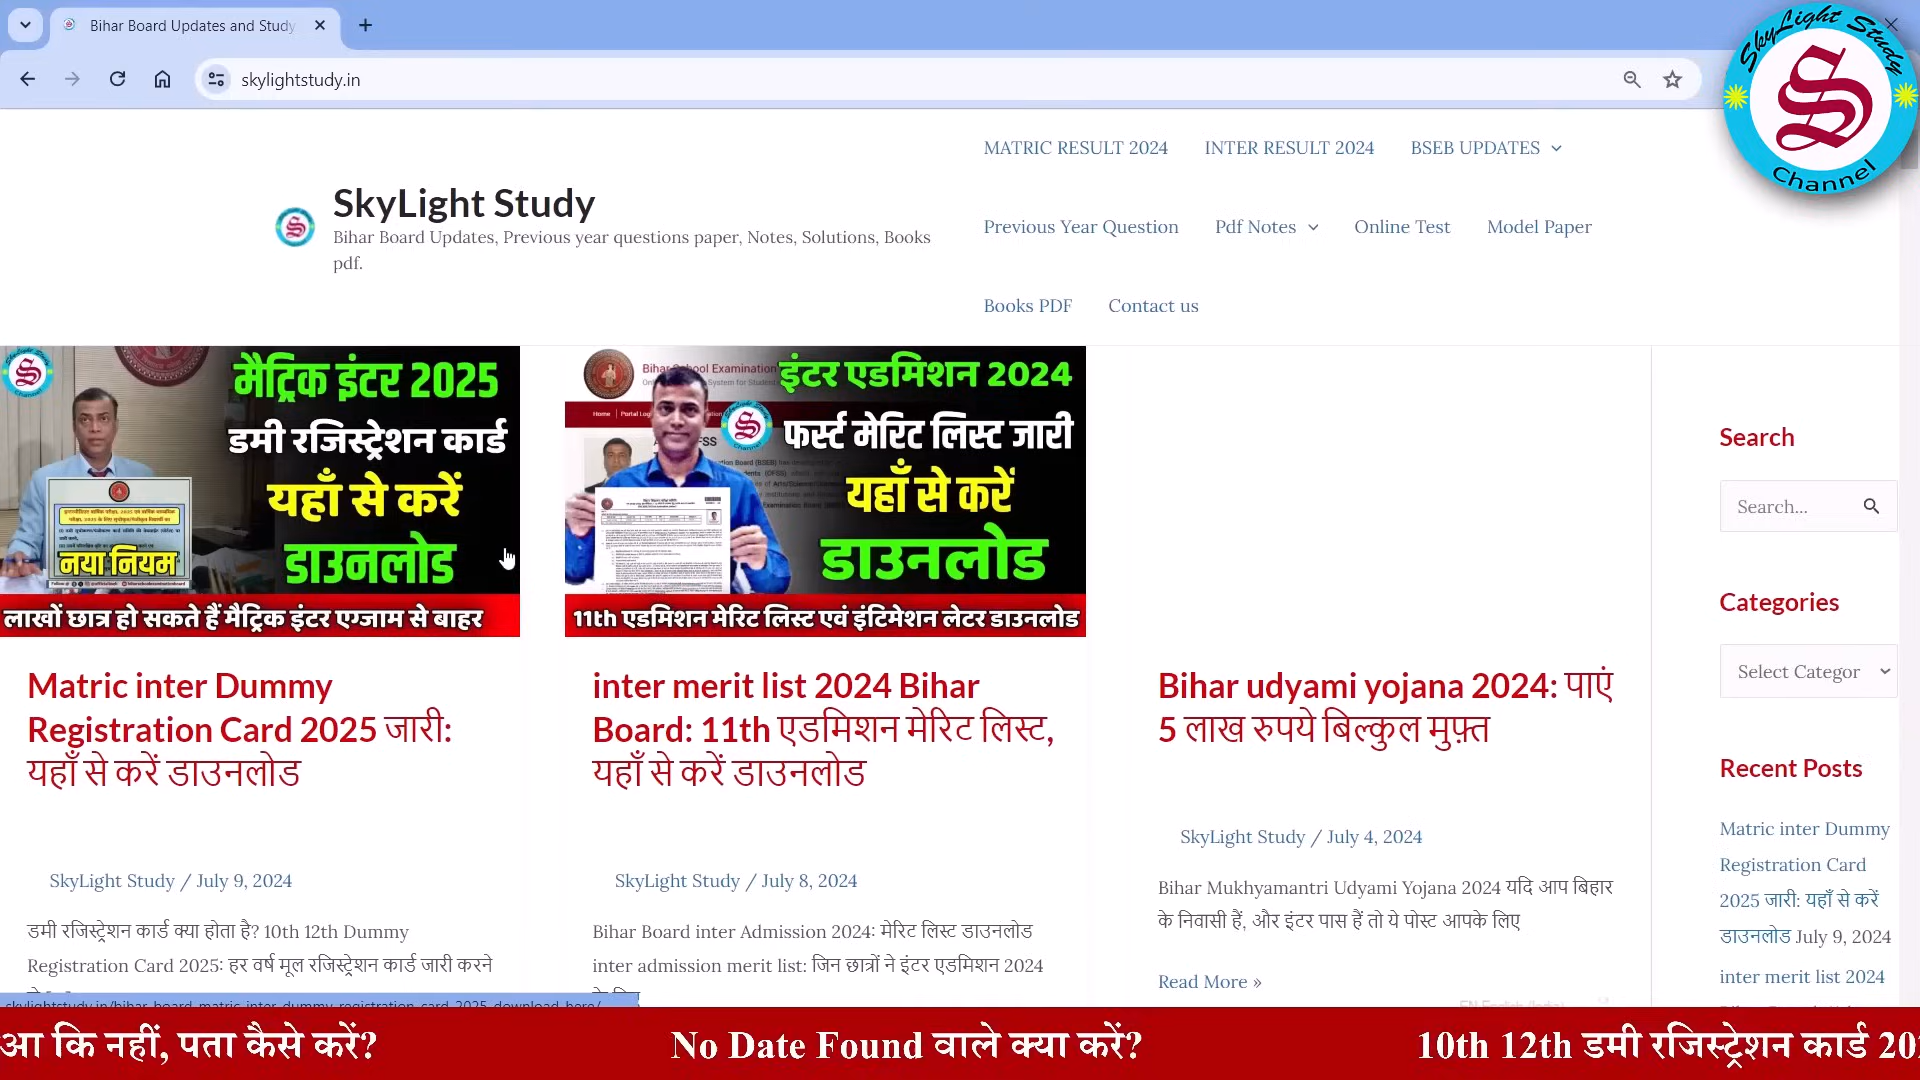 Bihar Board Updates and Study
skylightstudy.in
SkyLight Study
Channel
MATRIC RESULT 2024
INTER RESULT 2024
BSEB UPDATES
SkyLight Study
Bihar Board Updates, Previous year questions paper, Notes, Solutions, Books
pdf.
Previous Year Question
Pdf Notes
Online Test
Model Paper
Books PDF
Contact us
मैट्रिक इंटर 2025
डमी रजिस्ट्रेशन कार्ड
यहाँ से करें
डाउनलोड
नया नियम
लाखों छात्र हो सकते हैं मैट्रिक इंटर एग्जाम से बाहर
इंटर एडमिशन 2024
फर्स्ट मेरिट लिस्ट जारी
यहाँ से करें
डाउनलोड
11th एडमिशन मेरिट लिस्ट एवं इंटिमेशन लेटर डाउनलोड
Matric inter Dummy
Registration Card 2025 जारी:
यहाँ से करें डाउनलोड
SkyLight Study / July 9, 2024
डमी रजिस्ट्रेशन कार्ड क्या होता है? 10th 12th Dummy
Registration Card 2025: हर वर्ष मूल रजिस्ट्रेशन कार्ड जारी करने
inter merit list 2024 Bihar
Board: 11th एडमिशन मेरिट लिस्ट,
यहाँ से करें डाउनलोड
SkyLight Study / July 8, 2024
Bihar Board inter Admission 2024: मेरिट लिस्ट डाउनलोड
inter admission merit list: जिन छात्रों ने इंटर एडमिशन 2024
Bihar udyami yojana 2024: पाएं
5 लाख रुपये बिल्कुल मुफ़्त
SkyLight Study / July 4, 2024
Bihar Mukhyamantri Udyami Yojana 2024 यदि आप बिहार
के निवासी हैं, और इंटर पास हैं तो ये पोस्ट आपके लिए
Read More »
Search
Search...
Categories
Select Categor
Recent Posts
Matric inter Dummy
Registration Card
2025 जारी: यहाँ से करें
डाउनलोड July 9, 2024
inter merit list 2024
skylightstudy.in/bihar_board_matric_inter_dummy_registration_card_2025_download_here/
आ कि नहीं, पता कैसे करें?
No Date Found वाले क्या करें?
10th 12th डमी रजिस्ट्रेशन कार्ड 20